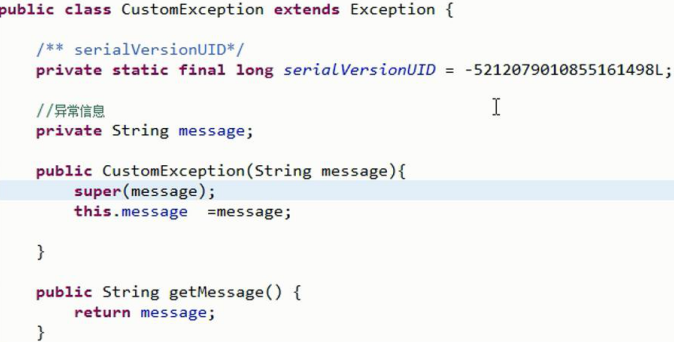 public class CustomException extends Exception {
/** serialVersionUID*/
private static final long serialVersionUID = -5212079010855161498L;
//异常信息
private String message;
public CustomException(String message){
super(message);
this.message  =message;
}
public String getMessage() {
return message;
}